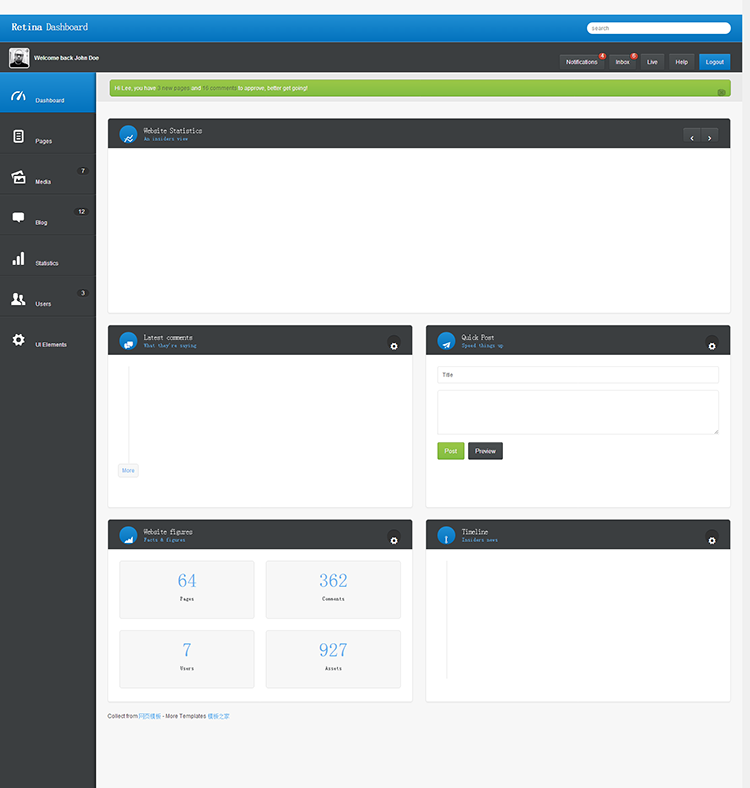 Retina Dashboard
search
Welcome back John Doe
Notifications 4
Inbox 6
Live
Help
Logout
Hi Lee, you have 3 new pages and 15 comments to approve, better get going!
Dashboard
Pages
Media 7
Blog 12
Statistics
Users 3
UI Elements
Website Statistics
An insiders view
Latest comments
What they're saying
More
Quick Post
Speed things up
Title
Post
Preview
Website figures
Facts & figures
64
Pages
362
Comments
7
Users
927
Assets
Timeline
Insiders news
Collect from 网页模板 - More Templates 模板之家